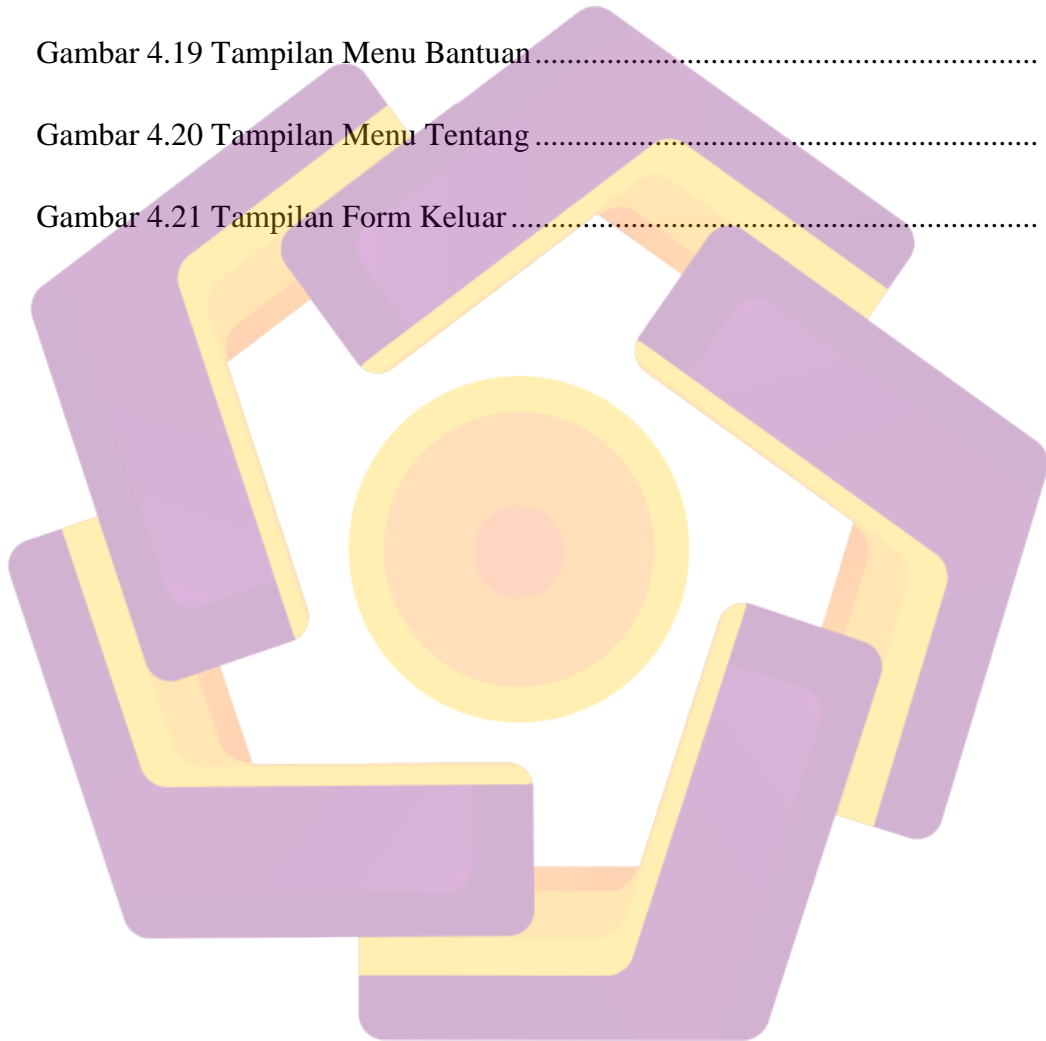 Gambar 4.19 Tampilan Menu Bantuan..............................................................
Gambar 4.20 Tampilan Menu Tentang..............................................................
Gambar 4.21 Tampilan Form Keluar.................................................................